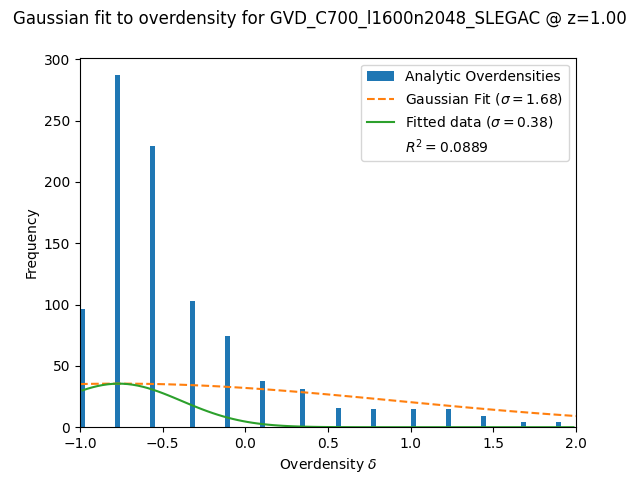 Gaussian fit to overdensity for GVD_C700_l1600n2048_SLEGAC @ z=1.00
300
250
200
150
100
50
0
Frequency
Analytic Overdensities
Gaussian Fit (σ = 1.68)
Fitted data (σ = 0.38)
R² = 0.0889
−1.0 −0.5 0.0 0.5 1.0 1.5 2.0
Overdensity δ